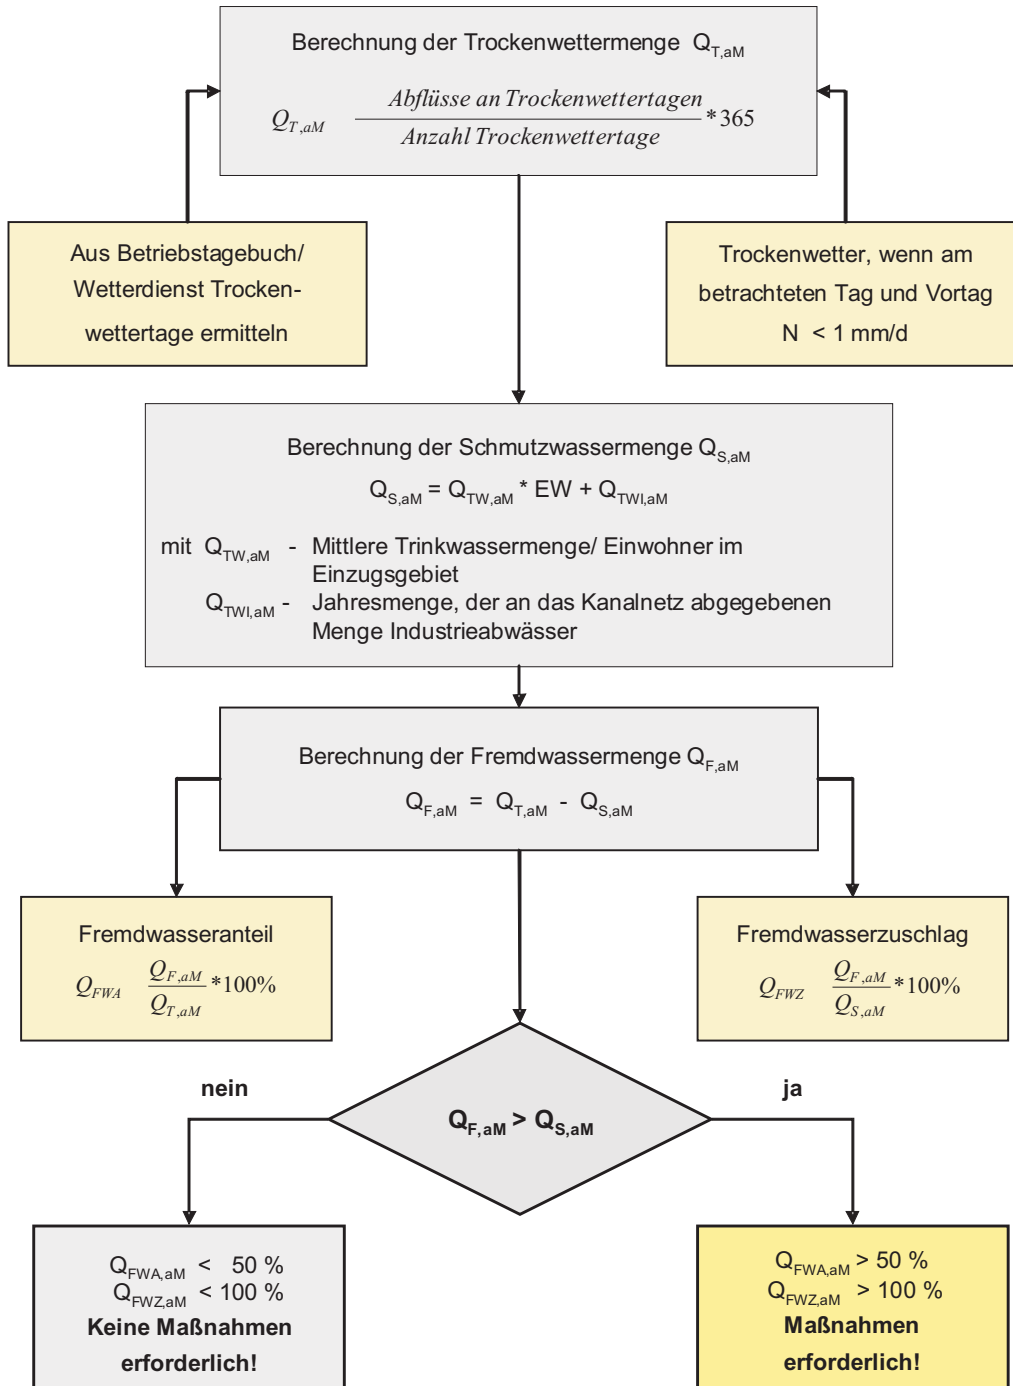 Berechnung der Trockenwettermenge Q_T,aM
Q_T,aM Abflüsse an Trockenwettertagen / Anzahl Trockenwettertage * 365
Aus Betriebstagebuch/
Wetterdienst Trocken-
wettertage ermitteln
Trockenwetter, wenn am
betrachteten Tag und Vortag
N < 1 mm/d
Berechnung der Schmutzwassermenge Q_S,aM
Q_S,aM = Q_TW,aM * EW + Q_TWI,aM
mit Q_TW,aM - Mittlere Trinkwassermenge/ Einwohner im
Einzugsgebiet
Q_TWI,aM - Jahresmenge, der an das Kanalnetz abgegebenen
Menge Industrieabwässer
Berechnung der Fremdwassermenge Q_F,aM
Q_F,aM = Q_T,aM - Q_S,aM
Fremdwasseranteil
Q_FWA Q_F,aM / Q_T,aM * 100%
Fremdwasserzuschlag
Q_FWZ Q_F,aM / Q_S,aM * 100%
nein
ja
Q_F,aM > Q_S,aM
Q_FWA,aM < 50 %
Q_FWZ,aM < 100 %
Keine Maßnahmen
erforderlich!
Q_FWA,aM > 50 %
Q_FWZ,aM > 100 %
Maßnahmen
erforderlich!